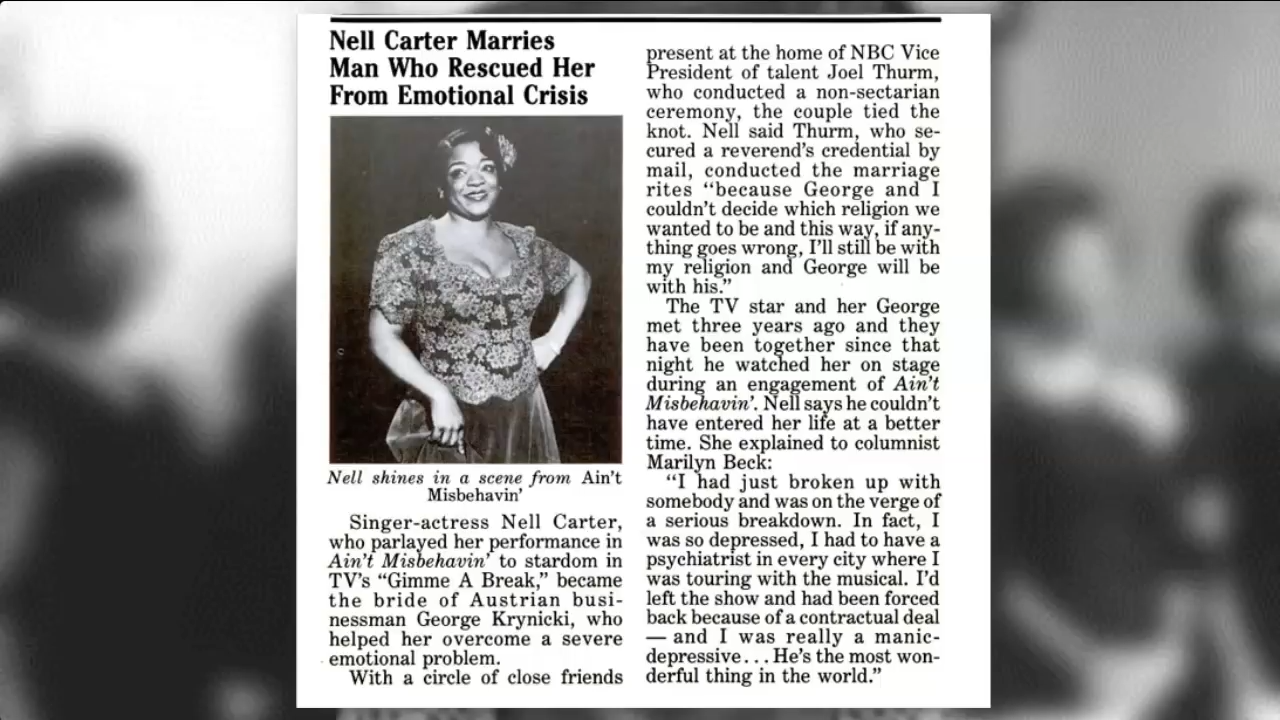 Nell Carter Marries
Man Who Rescued Her
From Emotional Crisis
Nell shines in a scene from Ain't
Misbehavin'
Singer-actress Nell Carter,
who parlayed her performance in
Ain't Misbehavin' to stardom in
TV's “Gimme A Break,” became
the bride of Austrian busi-
nessman George Krynicki, who
helped her overcome a severe
emotional problem.
With a circle of close friends
present at the home of NBC Vice
President of talent Joel Thurm,
who conducted a non-sectarian
ceremony, the couple tied the
knot. Nell said Thurm, who se-
cured a reverend's credential by
mail, conducted the marriage
rites “because George and I
couldn't decide which religion we
wanted to be and this way, if any-
thing goes wrong, I'll still be with
my religion and George will be
with his.”
The TV star and her George
met three years ago and they
have been together since that
night he watched her on stage
during an engagement of Ain't
Misbehavin'. Nell says he couldn't
have entered her life at a better
time. She explained to columnist
Marilyn Beck:
“I had just broken up with
somebody and was on the verge of
a serious breakdown. In fact, I
was so depressed, I had to have a
psychiatrist in every city where I
was touring with the musical. I'd
left the show and had been forced
back because of a contractual deal
— and I was really a manic-
depressive...He's the most won-
derful thing in the world.”